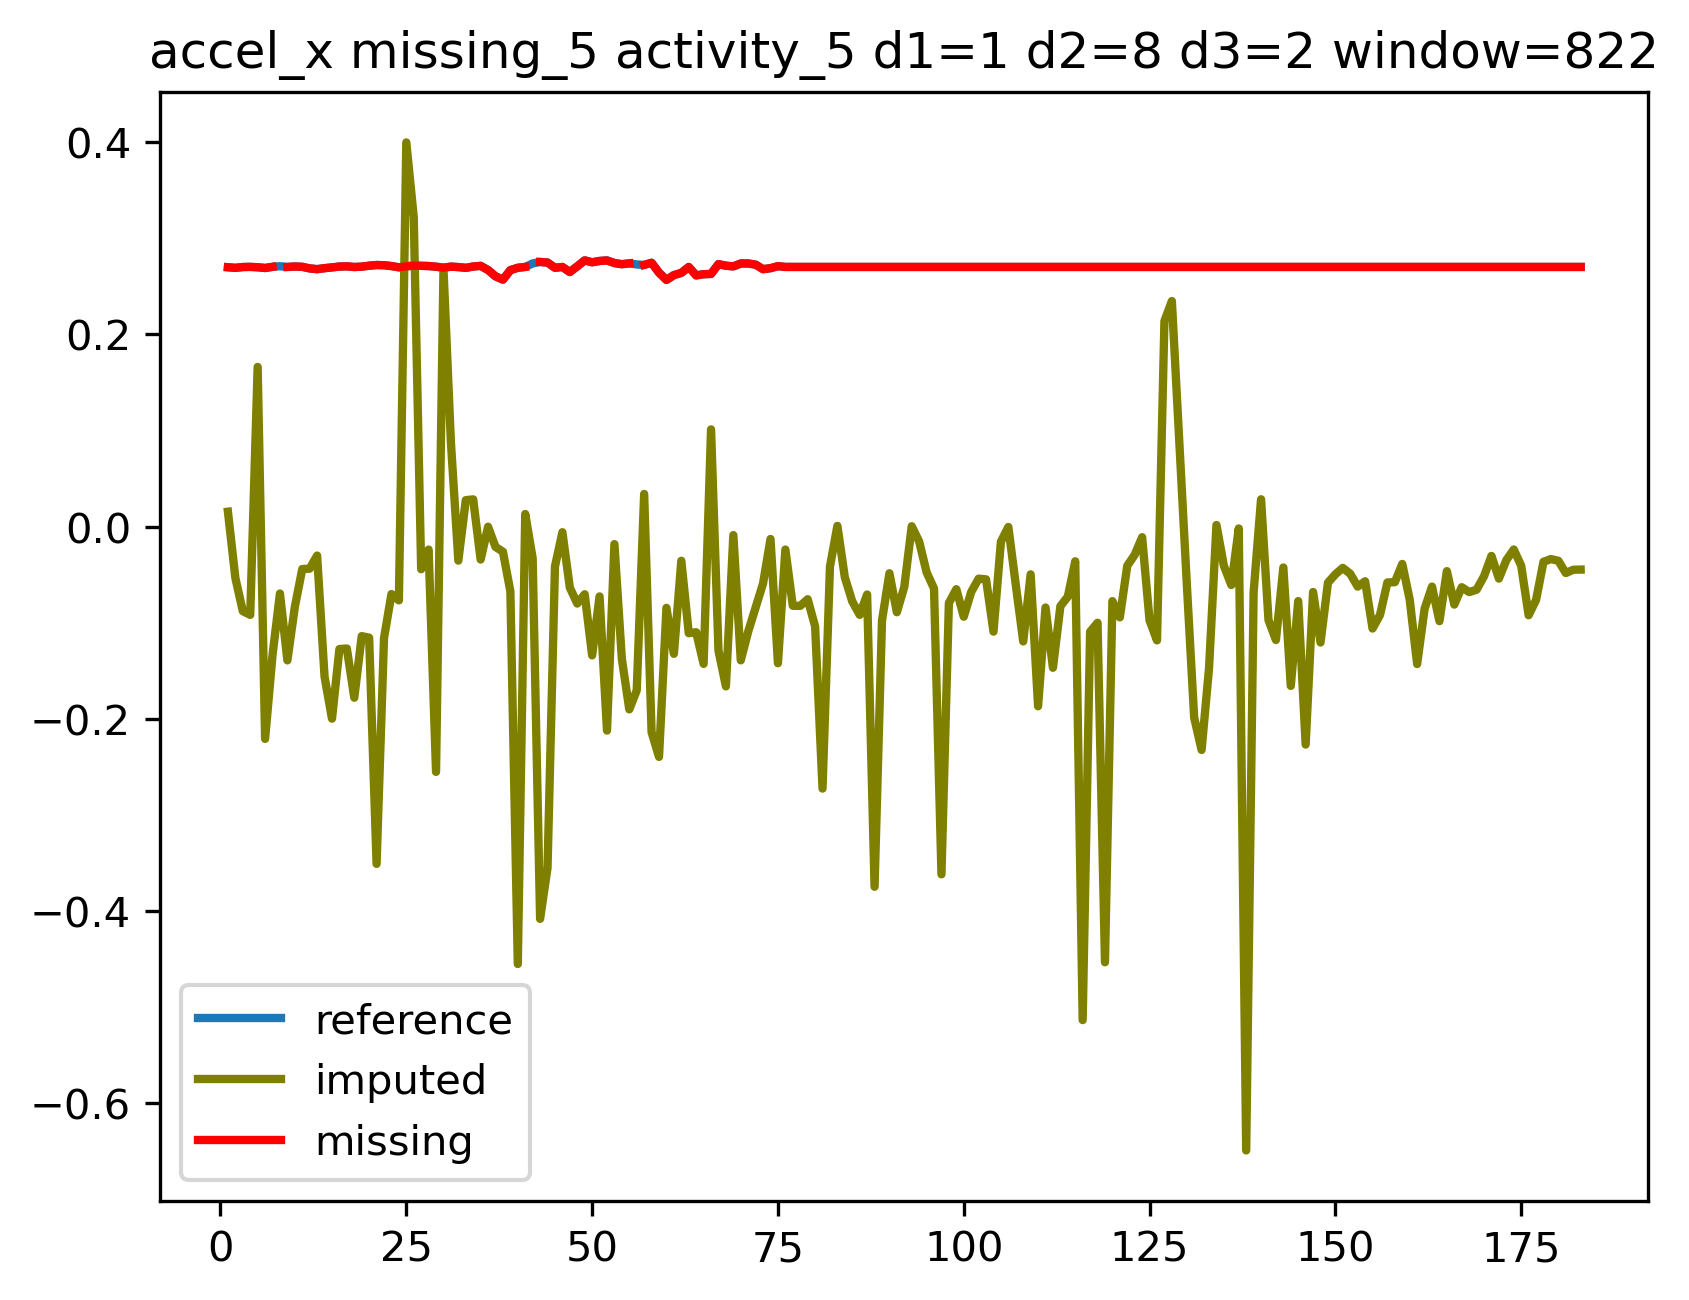 accel_x missing_5 activity_5 d1=1 d2=8 d3=2 window=822
0.4
0.2
0.0
−0.2
−0.4
−0.6
reference
imputed
missing
0 25 50 75 100 125 150 175